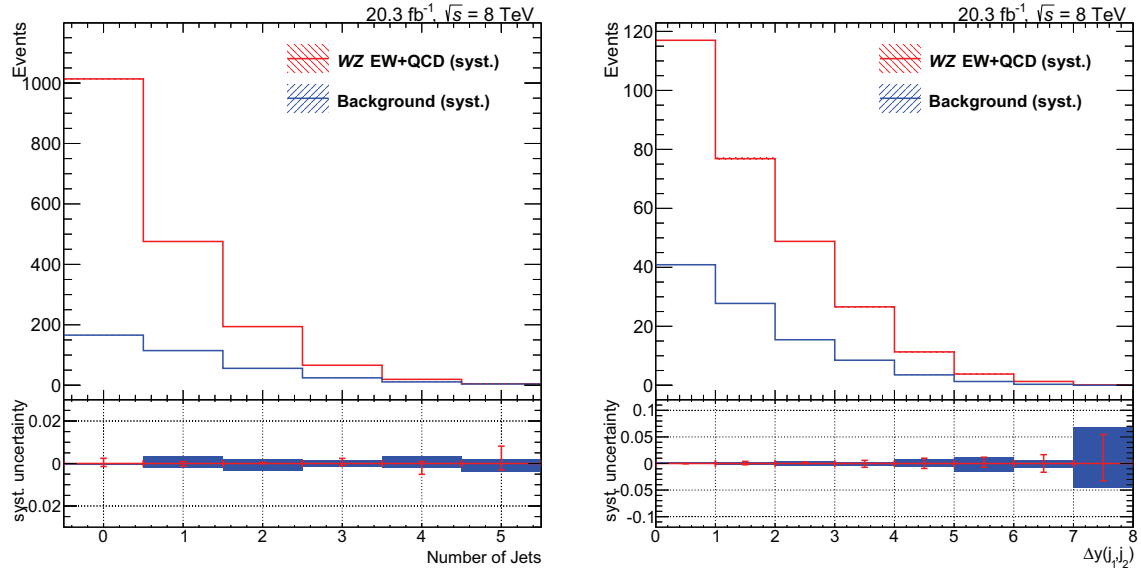 20.3 fb⁻¹, √s = 8 TeV
Events
1000
800
600
400
200
0
WZ EW+QCD (syst.)
Background (syst.)
syst. uncertainty
0.02
0
-0.02
0 1 2 3 4 5
Number of Jets
20.3 fb⁻¹, √s = 8 TeV
Events
120
100
80
60
40
20
0
WZ EW+QCD (syst.)
Background (syst.)
syst. uncertainty
0.1
0.05
0
-0.05
-0.1
0 1 2 3 4 5 6 7 8
Δy(j₁,j₂)